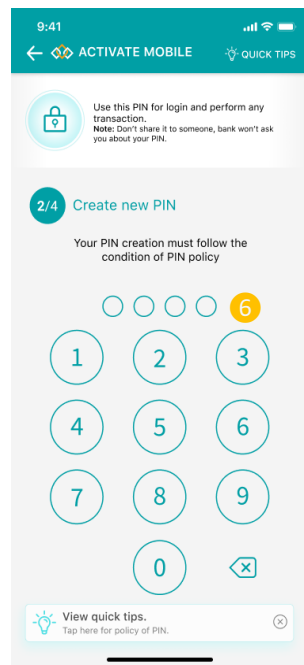 9:41
ACTIVATE MOBILE
QUICK TIPS
Use this PIN for login and perform any
transaction.
Note: Don't share it to someone, bank won't ask
you about your PIN.
2/4 Create new PIN
Your PIN creation must follow the
condition of PIN policy
6
1 2 3
4 5 6
7 8 9
0
View quick tips.
Tap here for policy of PIN.